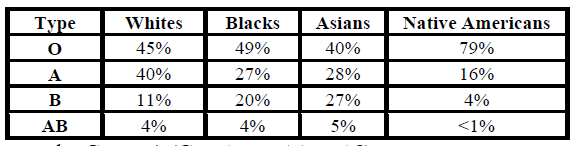 Type Whites Blacks Asians Native Americans
O 45% 49% 40% 79%
A 40% 27% 28% 16%
B 11% 20% 27% 4%
AB 4% 4% 5% <1%